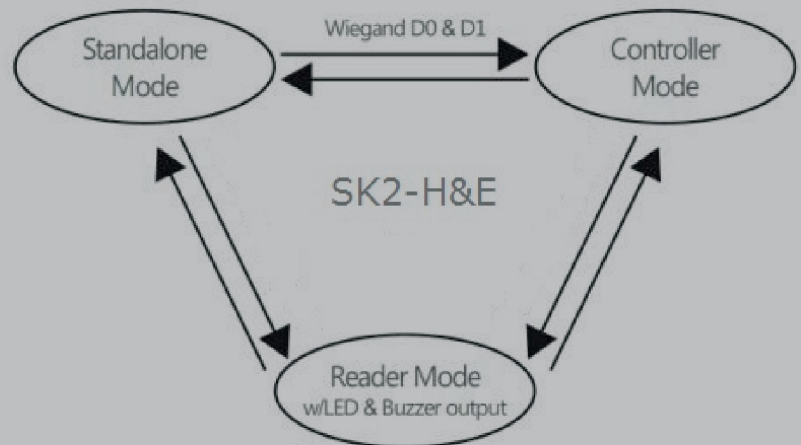 Standalone
Mode
Wiegand D0 & D1
Controller
Mode
SK2-H&E
Reader Mode
w/LED & Buzzer output